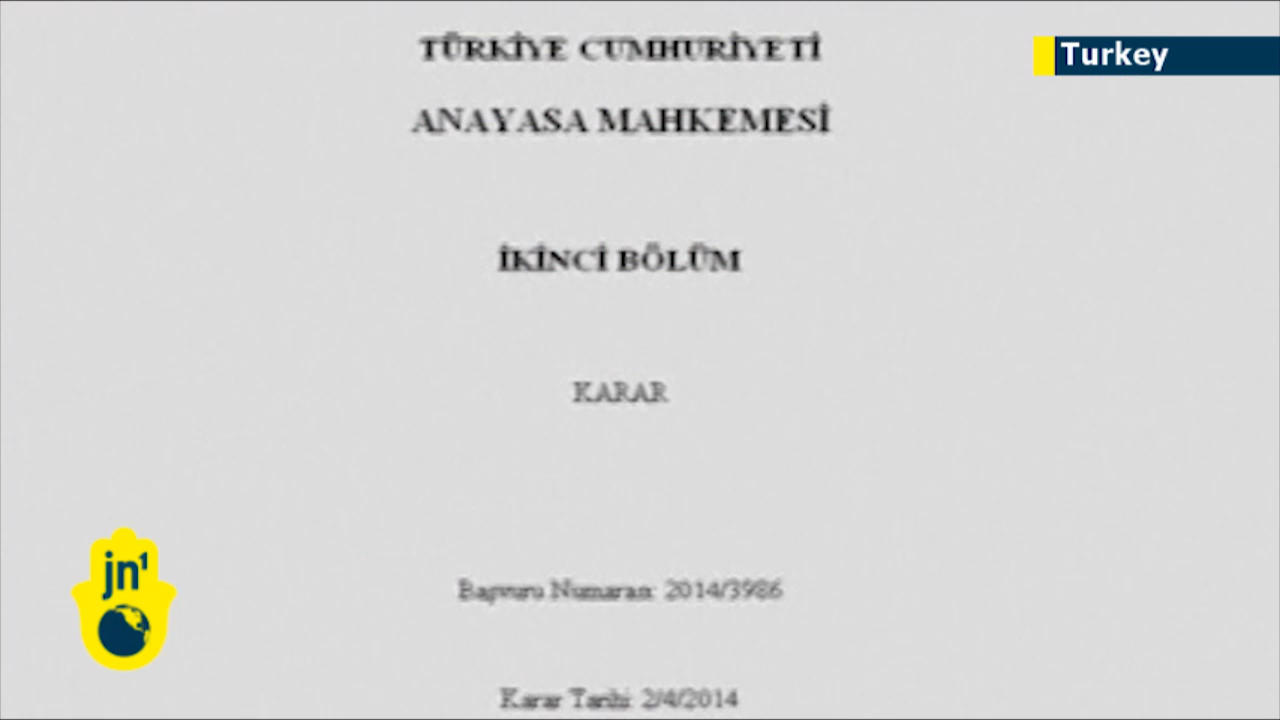 TÜRKİYE CUMHURİYETİ
Turkey
ANAYASA MAHKEMESİ
İKİNCİ BÖLÜM
KARAR
jn1
Başvuru Numarası: 2014/3986
Karar Tarihi: 2/4/2014